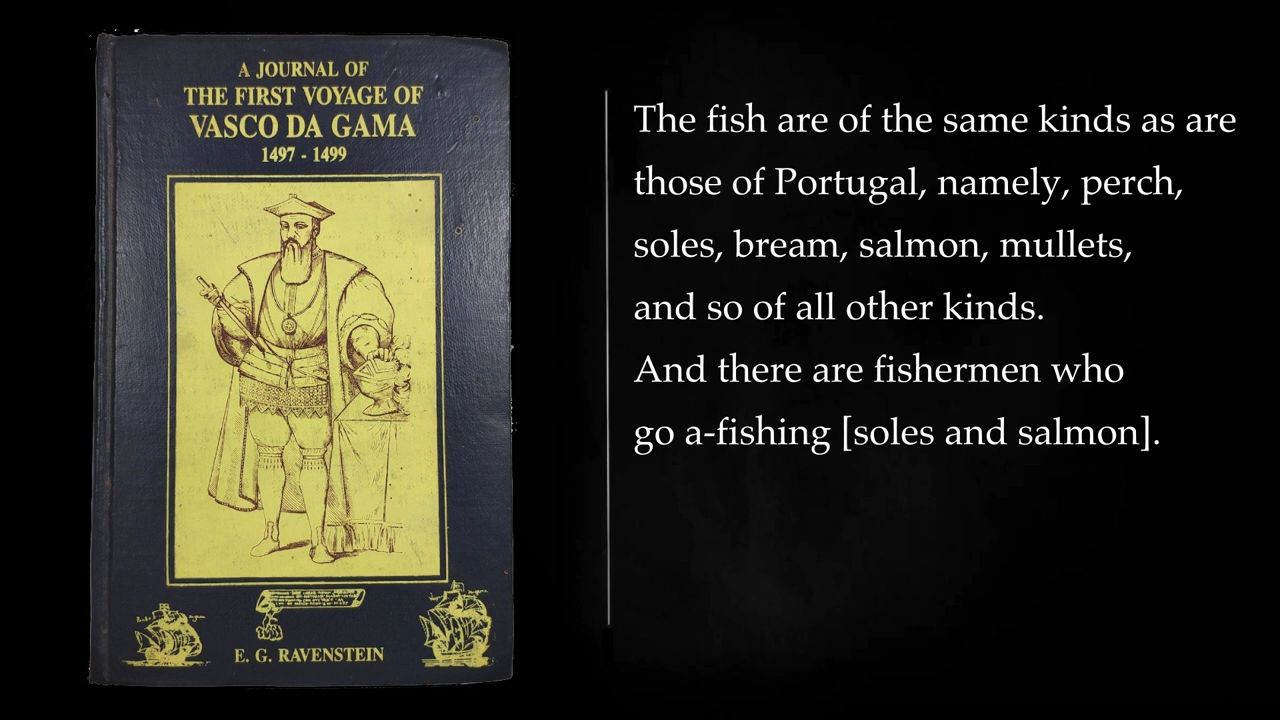 A JOURNAL OF
THE FIRST VOYAGE OF
VASCO DA GAMA
1497 - 1499
E. G. RAVENSTEIN
The fish are of the same kinds as are
those of Portugal, namely, perch,
soles, bream, salmon, mullets,
and so of all other kinds.
And there are fishermen who
go a-fishing [soles and salmon].